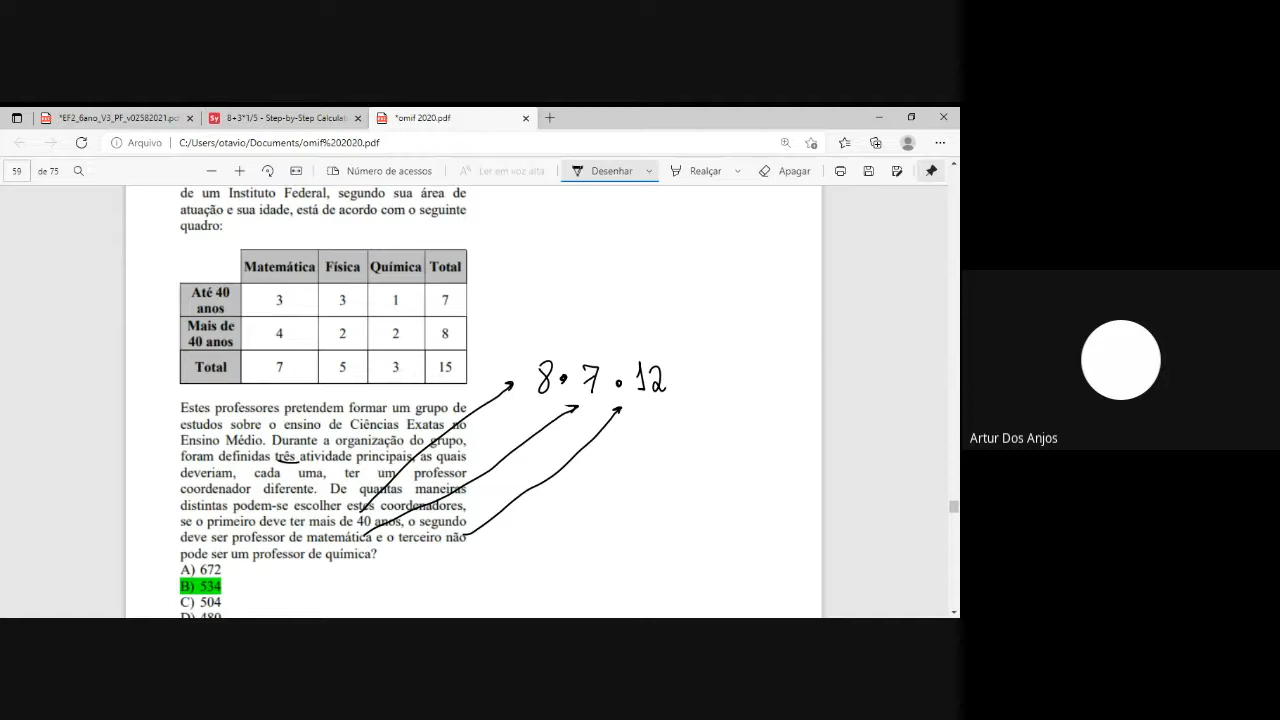 *EF2_6ano_V3_PF_v02582021.pd
8+3*1/5 - Step-by-Step Calculat
*omif 2020.pdf
Arquivo
C:/Users/otavio/Documents/omif%202020.pdf
59
de 75
Número de acessos
Ler em voz alta
Desenhar
Realçar
Apagar
de um Instituto Federal, segundo sua área de
atuação e sua idade, está de acordo com o seguinte
quadro:
Matemática Física Química Total
Até 40 anos 3 3 1 7
Mais de 40 anos 4 2 2 8
Total 7 5 3 15
8 . 7 . 12
Estes professores pretendem formar um grupo de
estudos sobre o ensino de Ciências Exatas no
Ensino Médio. Durante a organização do grupo,
foram definidas três atividade principais, as quais
deveriam, cada uma, ter um professor
coordenador diferente. De quantas maneiras
distintas podem-se escolher estes coordenadores,
se o primeiro deve ter mais de 40 anos, o segundo
deve ser professor de matemática e o terceiro não
pode ser um professor de química?
A) 672
B) 534
C) 504
D) 480
Artur Dos Anjos